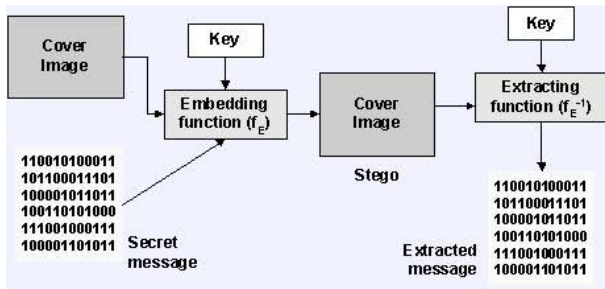 Cover
Image
Key
Embedding
function (fE)
110010100011
101100011101
100001011011
100110101000
111001000111
100001101011
Secret
message
Cover
Image
Stego
Key
Extracting
function (fE-1)
110010100011
101100011101
100001011011
100110101000
111001000111
100001101011
Extracted
message